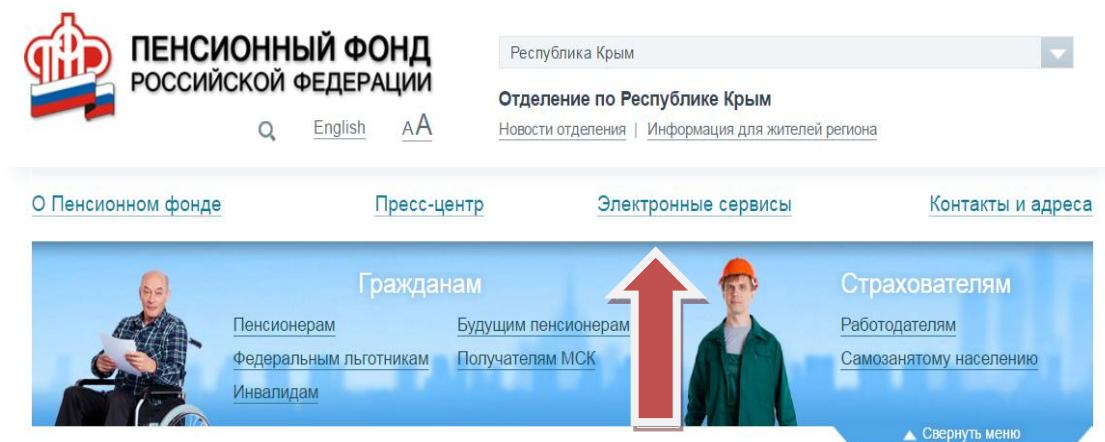 ПЕНСИОННЫЙ ФОНД
РОССИЙСКОЙ ФЕДЕРАЦИИ
English AA
Республика Крым
Отделение по Республике Крым
Новости отделения | Информация для жителей региона
О Пенсионном фонде Пресс-центр Электронные сервисы Контакты и адреса
Гражданам
Пенсионерам Будущим пенсионерам
Федеральным льготникам Получателям МСК
Инвалидам
Страхователям
Работодателям
Самозанятому населению
Свернуть меню